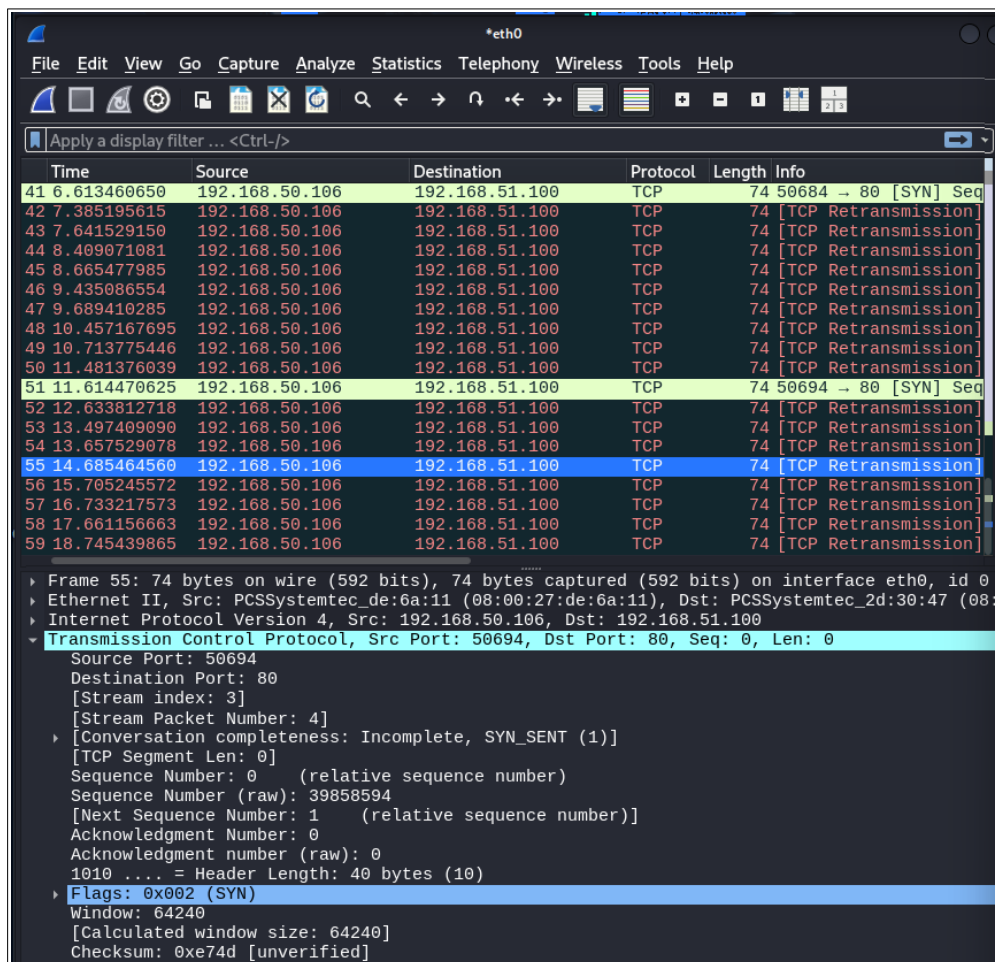 *eth0
File Edit View Go Capture Analyze Statistics Telephony Wireless Tools Help
Apply a display filter ... <Ctrl-/>
Time Source Destination Protocol Length Info
41 6.613460650 192.168.50.106 192.168.51.100 TCP 74 50684 → 80 [SYN] Seq
42 7.385195615 192.168.50.106 192.168.51.100 TCP 74 [TCP Retransmission]
43 7.641529150 192.168.50.106 192.168.51.100 TCP 74 [TCP Retransmission]
44 8.409071081 192.168.50.106 192.168.51.100 TCP 74 [TCP Retransmission]
45 8.665477985 192.168.50.106 192.168.51.100 TCP 74 [TCP Retransmission]
46 9.435086554 192.168.50.106 192.168.51.100 TCP 74 [TCP Retransmission]
47 9.689410285 192.168.50.106 192.168.51.100 TCP 74 [TCP Retransmission]
48 10.457167695 192.168.50.106 192.168.51.100 TCP 74 [TCP Retransmission]
49 10.713775446 192.168.50.106 192.168.51.100 TCP 74 [TCP Retransmission]
50 11.481376039 192.168.50.106 192.168.51.100 TCP 74 [TCP Retransmission]
51 11.614470625 192.168.50.106 192.168.51.100 TCP 74 50694 → 80 [SYN] Seq
52 12.633812718 192.168.50.106 192.168.51.100 TCP 74 [TCP Retransmission]
53 13.497409090 192.168.50.106 192.168.51.100 TCP 74 [TCP Retransmission]
54 13.657529078 192.168.50.106 192.168.51.100 TCP 74 [TCP Retransmission]
55 14.685464560 192.168.50.106 192.168.51.100 TCP 74 [TCP Retransmission]
56 15.705245572 192.168.50.106 192.168.51.100 TCP 74 [TCP Retransmission]
57 16.733217573 192.168.50.106 192.168.51.100 TCP 74 [TCP Retransmission]
58 17.661156663 192.168.50.106 192.168.51.100 TCP 74 [TCP Retransmission]
59 18.745439865 192.168.50.106 192.168.51.100 TCP 74 [TCP Retransmission]
Frame 55: 74 bytes on wire (592 bits), 74 bytes captured (592 bits) on interface eth0, id 0
Ethernet II, Src: PCSSystemtec_de:6a:11 (08:00:27:de:6a:11), Dst: PCSSystemtec_2d:30:47 (08:
Internet Protocol Version 4, Src: 192.168.50.106, Dst: 192.168.51.100
Transmission Control Protocol, Src Port: 50694, Dst Port: 80, Seq: 0, Len: 0
Source Port: 50694
Destination Port: 80
[Stream index: 3]
[Stream Packet Number: 4]
[Conversation completeness: Incomplete, SYN_SENT (1)]
[TCP Segment Len: 0]
Sequence Number: 0 (relative sequence number)
Sequence Number (raw): 39858594
[Next Sequence Number: 1 (relative sequence number)]
Acknowledgment Number: 0
Acknowledgment number (raw): 0
1010 .... = Header Length: 40 bytes (10)
Flags: 0x002 (SYN)
Window: 64240
[Calculated window size: 64240]
Checksum: 0xe74d [unverified]